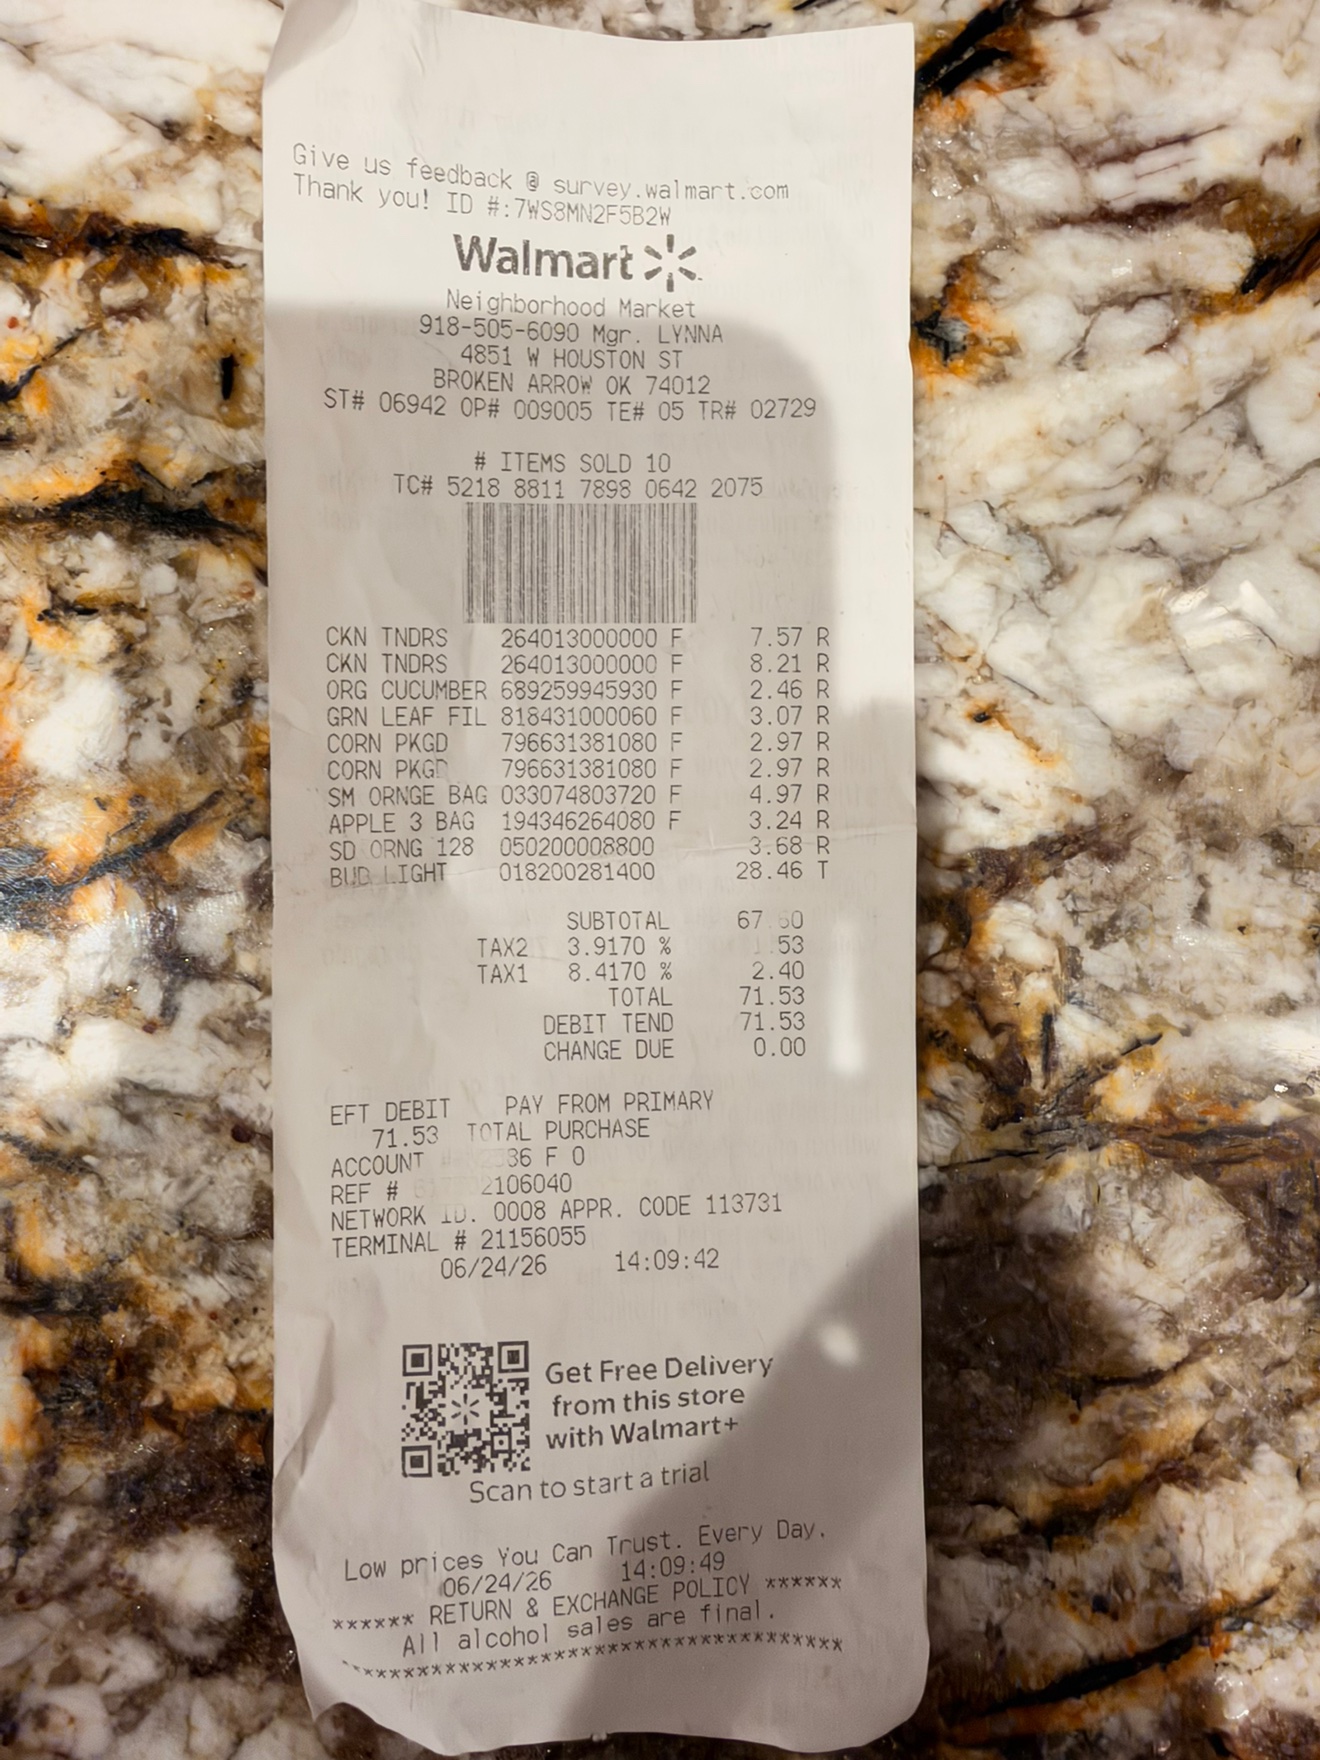 Give us feedback @ survey.walmart.com
Thank you! ID #:7WS8MN2F5B2W
Walmart
Neighborhood Market
918-505-6090 Mgr. LYNNA
4851 W HOUSTON ST
BROKEN ARROW OK 74012
ST# 06942 OP# 009005 TE# 05 TR# 02729
# ITEMS SOLD 10
TC# 5218 8811 7898 0642 2075
CKN TNDRS 264013000000 F 7.57 R
CKN TNDRS 264013000000 F 8.21 R
ORG CUCUMBER 689259945930 F 2.46 R
GRN LEAF FIL 818431000060 F 3.07 R
CORN PKGD 796631381080 F 2.97 R
CORN PKGD 796631381080 F 2.97 R
SM ORNGE BAG 033074803720 F 4.97 R
APPLE 3 BAG 194346264080 F 3.24 R
SD ORNG 128 050200008800 3.68 R
BUD LIGHT 018200281400 28.46 T
SUBTOTAL 67.60
TAX2 3.9170 % 1.53
TAX1 8.4170 % 2.40
TOTAL 71.53
DEBIT TEND 71.53
CHANGE DUE 0.00
EFT DEBIT PAY FROM PRIMARY
71.53 TOTAL PURCHASE
ACCOUNT F 0
REF #
NETWORK ID. 0008 APPR. CODE 113731
TERMINAL # 21156055
06/24/26 14:09:42
Get Free Delivery
from this store
with Walmart+
Scan to start a trial
Low prices You Can Trust. Every Day.
06/24/26 14:09:49
****** RETURN & EXCHANGE POLICY ******
All alcohol sales are final.